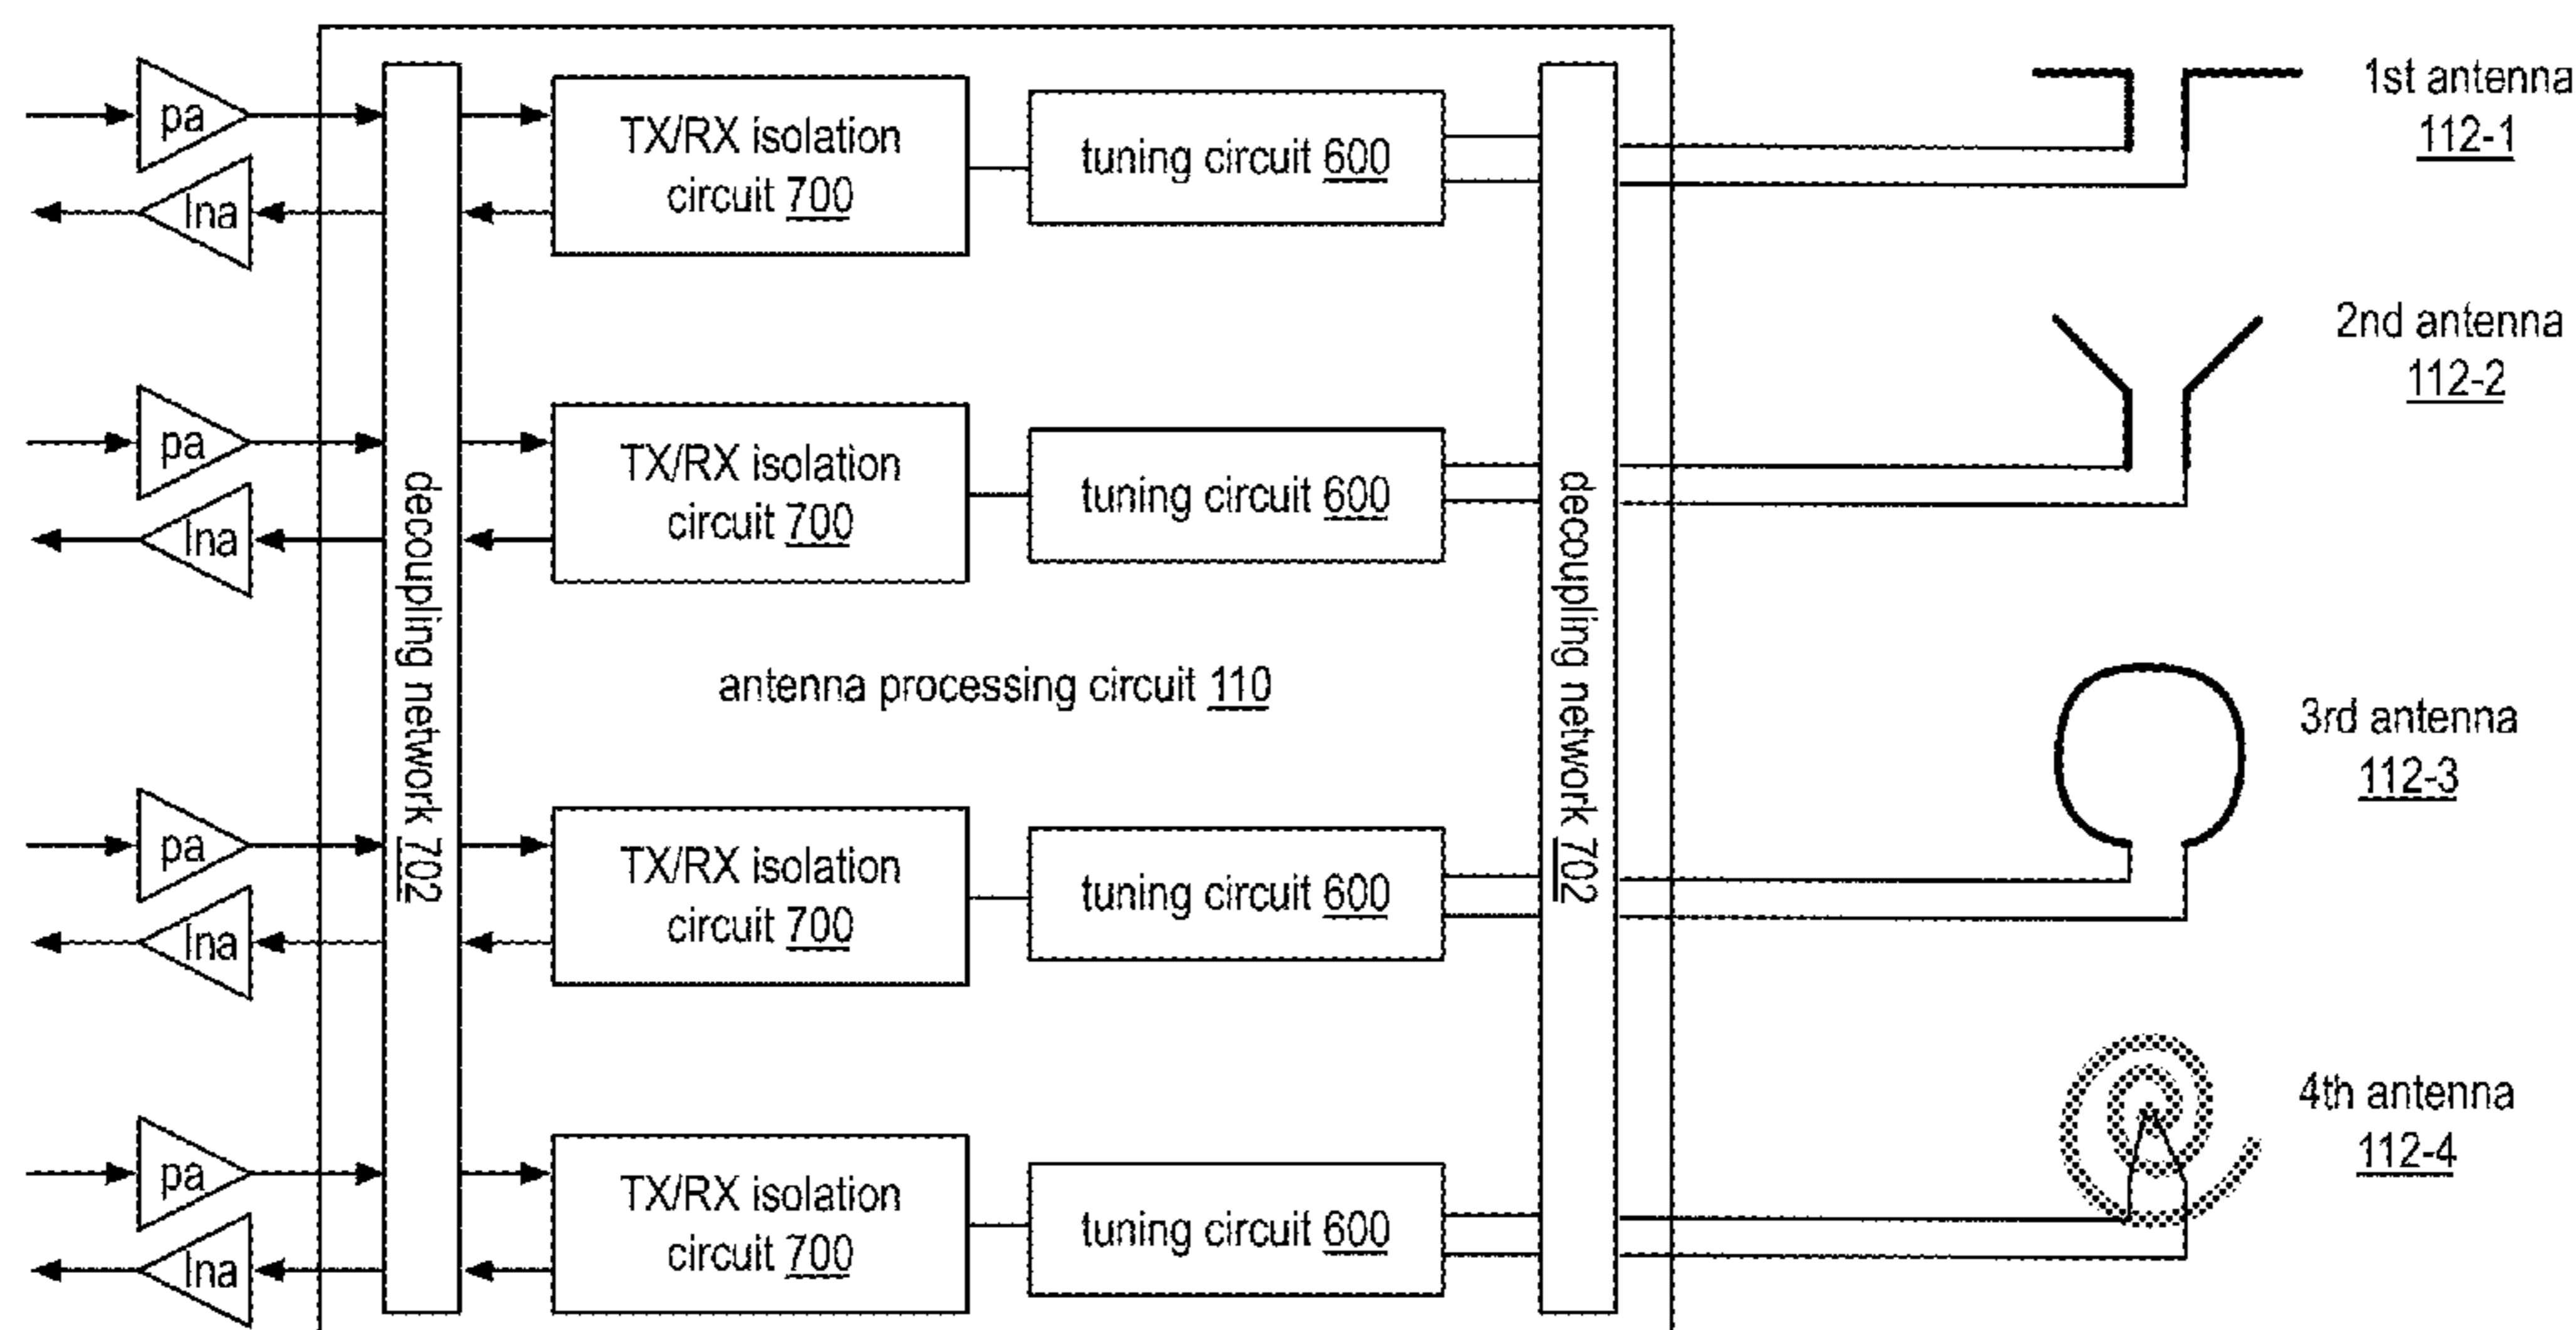 pa
lna
TX/RX isolation
circuit 700
tuning circuit 600
1st antenna
112-1
pa
lna
TX/RX isolation
circuit 700
tuning circuit 600
2nd antenna
112-2
decoupling network 702
antenna processing circuit 110
decoupling network 702
pa
lna
TX/RX isolation
circuit 700
tuning circuit 600
3rd antenna
112-3
pa
lna
TX/RX isolation
circuit 700
tuning circuit 600
4th antenna
112-4